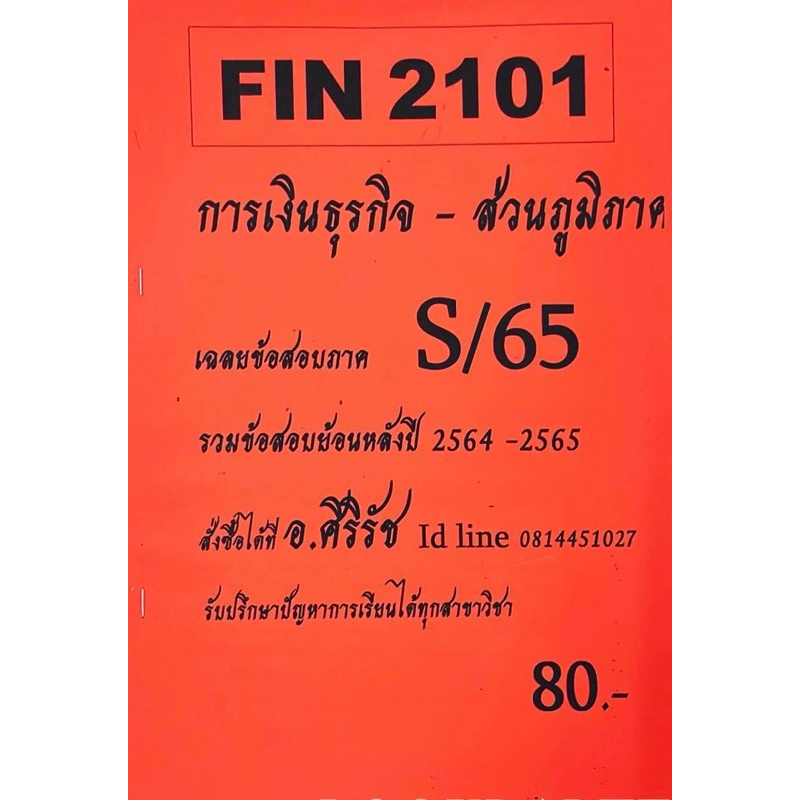 FIN 2101
การเงินธุรกิจ - ส่วนภูมิภาค
เฉลยข้อสอบภาค S/65
รวมข้อสอบย้อนหลังปี 2564 -2565
สั่งซื้อได้ที่ อ.ศิริรัช Id line 0814451027
รับปรึกษาปัญหาการเรียนได้ทุกสาขาวิชา
80.-